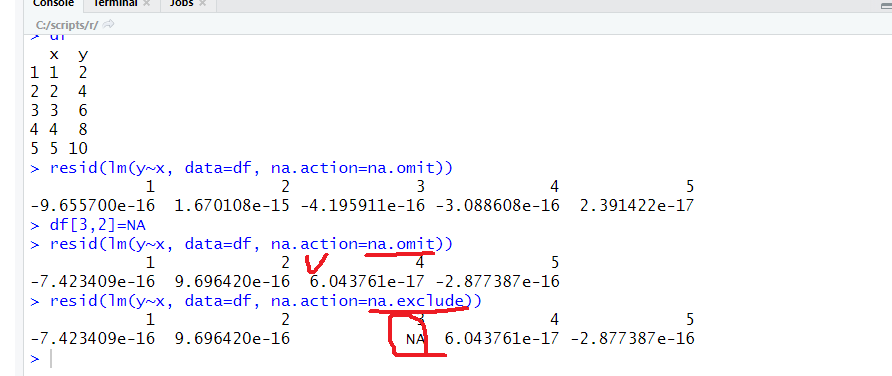 Console Terminal × Jobs ×
C:/scripts/r/
> df
x y
1 1 2
2 2 4
3 3 6
4 4 8
5 5 10
> resid(lm(y~x, data=df, na.action=na.omit))
1 2 3 4 5
-9.655700e-16 1.670108e-15 -4.195911e-16 -3.088608e-16 2.391422e-17
> df[3,2]=NA
> resid(lm(y~x, data=df, na.action=na.omit))
1 2 4 5
-7.423409e-16 9.696420e-16 6.043761e-17 -2.877387e-16
> resid(lm(y~x, data=df, na.action=na.exclude))
1 2 3 4 5
-7.423409e-16 9.696420e-16 NA 6.043761e-17 -2.877387e-16
>